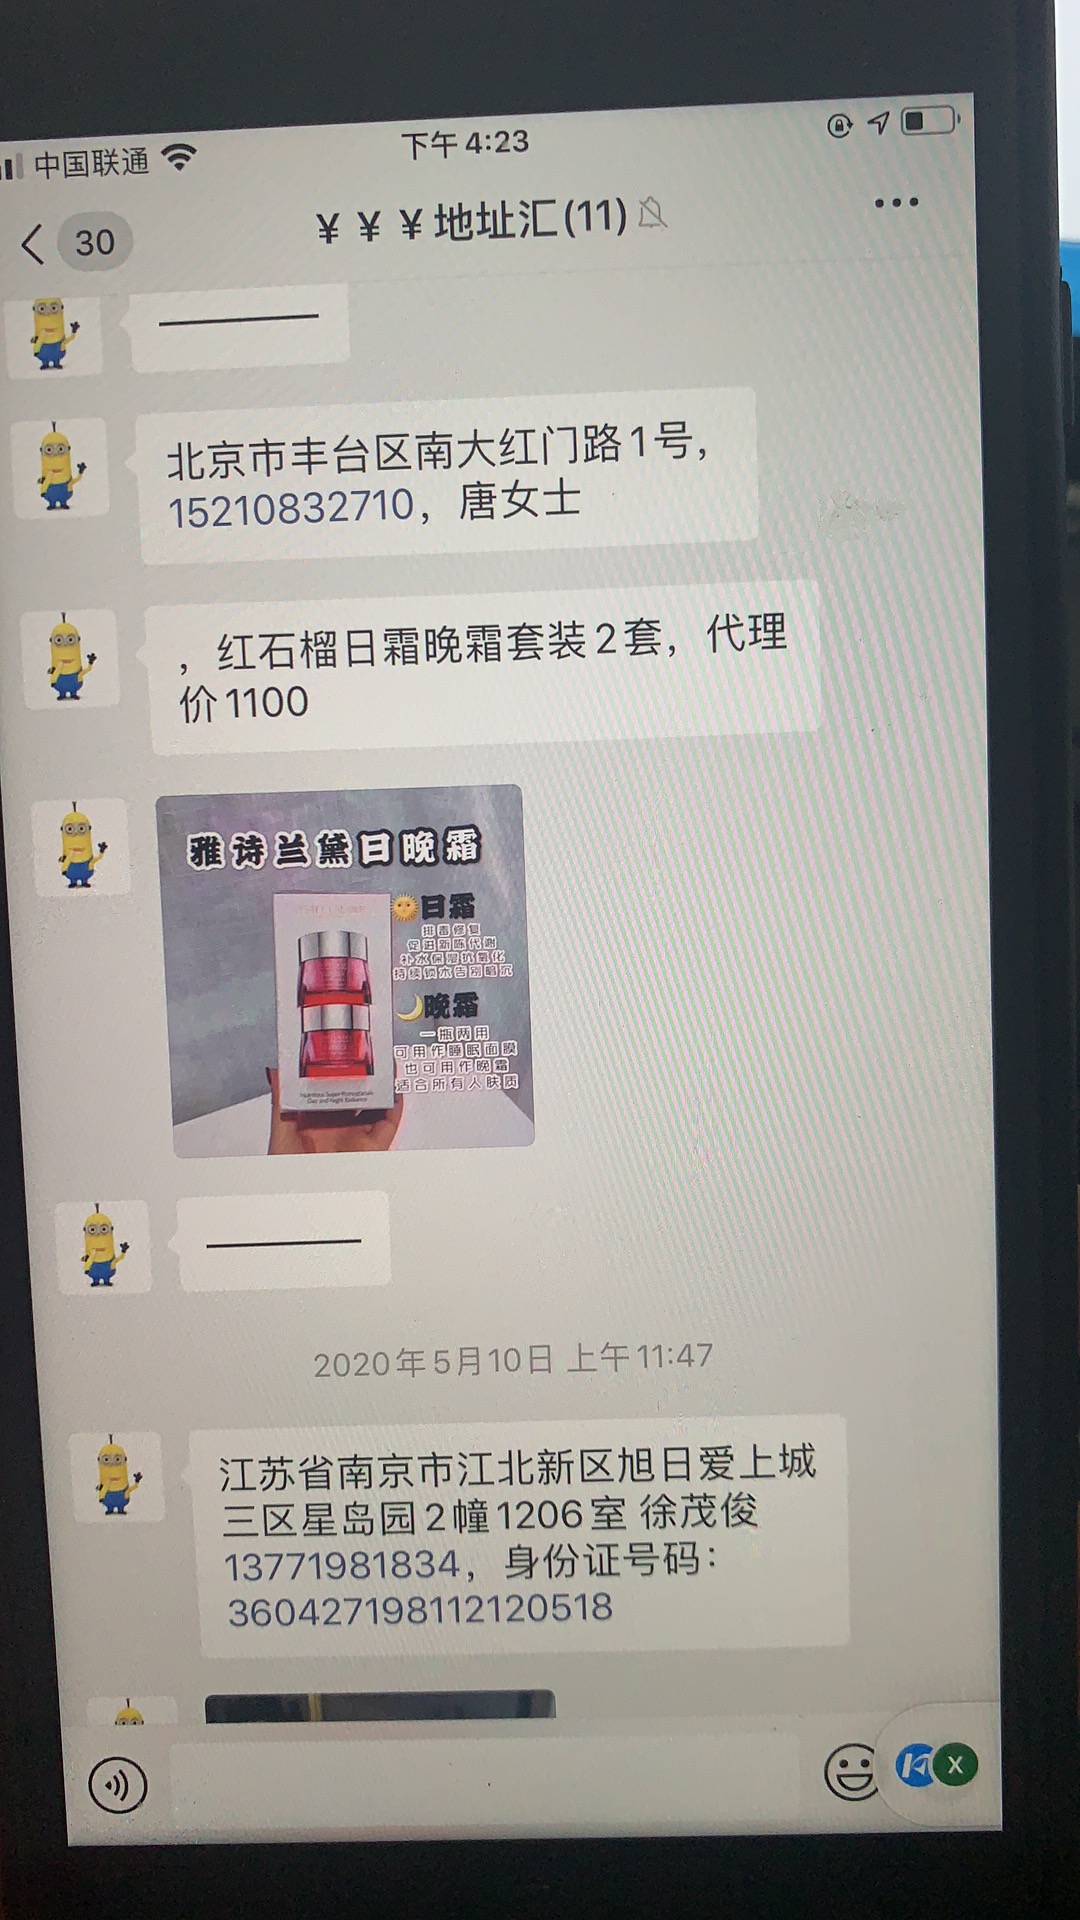 中国联通
下午 4:23
30
¥ ¥ ¥ 地址汇(11)
北京市丰台区南大红门路1号,
15210832710，唐女士
，红石榴日霜晚霜套装2套，代理
价1100
雅诗兰黛日晚霜
日霜
排毒修复
促进新陈代谢
补水保湿抗氧化
持续锁水告别暗沉
晚霜
一瓶两用
可用作睡眠面膜
也可用作晚霜
适合所有人肤质
Nutritious Super-Pomegranate
Day and Night Radiance
2020年5月10日 上午11:47
江苏省南京市江北新区旭日爱上城
三区星岛园2幢1206室 徐茂俊
13771981834，身份证号码：
360427198112120518
X